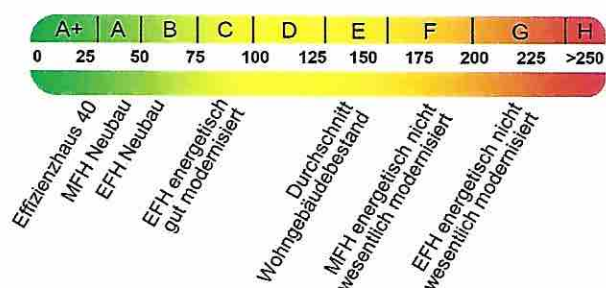 A+ A B C D E F G H
0 25 50 75 100 125 150 175 200 225 >250
Effizienzhaus 40
MFH Neubau
EFH Neubau
EFH energetisch
gut modernisiert
Durchschnitt
Wohngebäudebestand
MFH energetisch nicht
wesentlich modernisiert
EFH energetisch nicht
wesentlich modernisiert